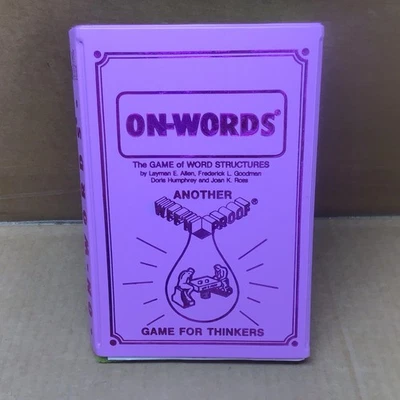 ON-WORDS®
The GAME of WORD STRUCTURES
by Layman E. Allen, Frederick L. Goodman
Doris Humphrey and Joan K. Ross
ANOTHER
WFF'N PROOF®
GAME FOR THINKERS